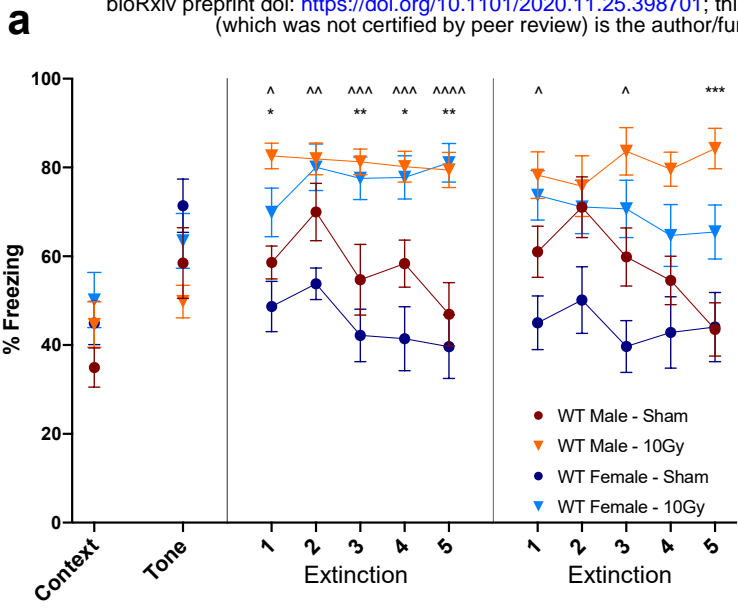 bioRxiv preprint doi: https://doi.org/10.1101/2020.11.25.398701; thi
(which was not certified by peer review) is the author/fu
a
100
80
60
40
20
0
% Freezing
^ ^^ ^^^ ^^^ ^^^^ ^ ^ ***
* ** * **
WT Male - Sham
WT Male - 10Gy
WT Female - Sham
WT Female - 10Gy
Context Tone 1 2 3 4 5 1 2 3 4 5
Extinction Extinction